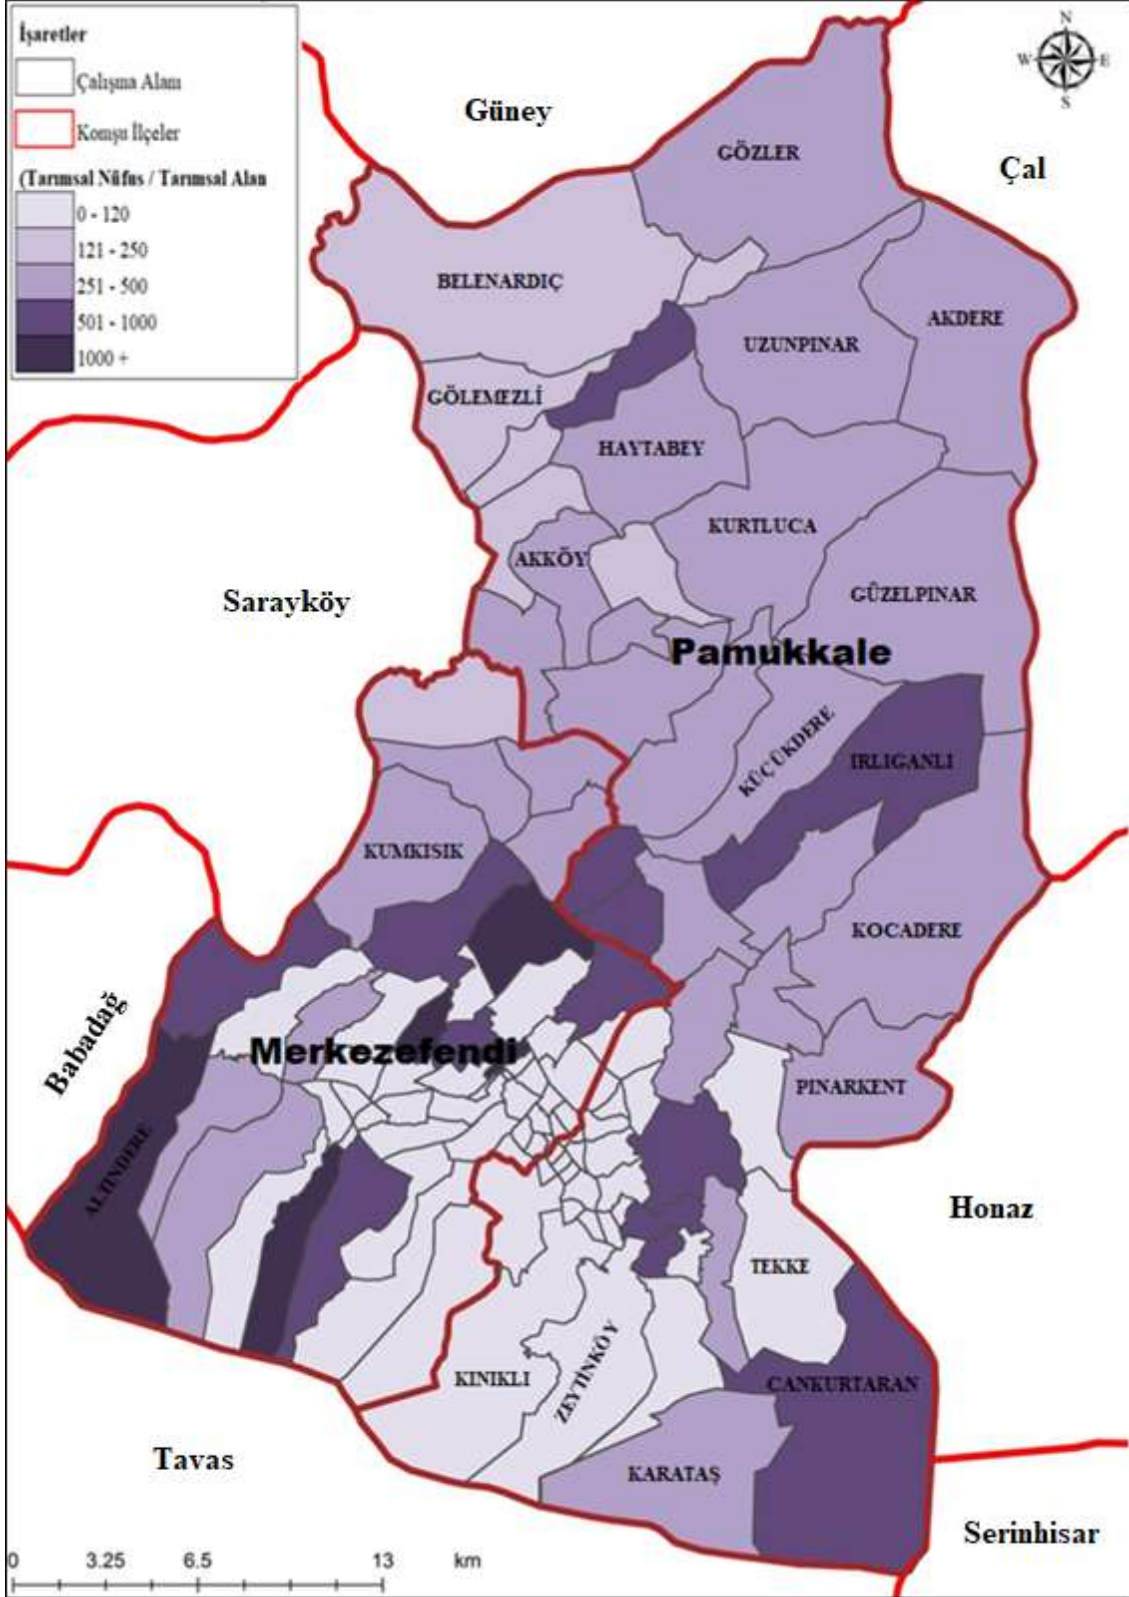 İşaretler
Çalışma Alanı
Komşu İlçeler
(Tarımsal Nüfus / Tarımsal Alan
0 - 120
121 - 250
251 - 500
501 - 1000
1000 +
N
W E
S
Güney
Çal
GÖZLER
BELENARDIÇ
AKDERE
UZUNPINAR
GÖLEMEZLİ
HAYTABEY
KURTLUCA
AKKÖY
GÜZELPINAR
Sarayköy
Pamukkale
KÜÇÜKDERE
IRLIGANLI
KUMKISIK
KOCADERE
Babadağ
Merkezefendi
PINARKENT
ALTINDERE
Honaz
TEKKE
KINIKLI
ZEYTİNKÖY
CANKURTARAN
Tavas
KARATAŞ
Serinhisar
0 3.25 6.5 13 km